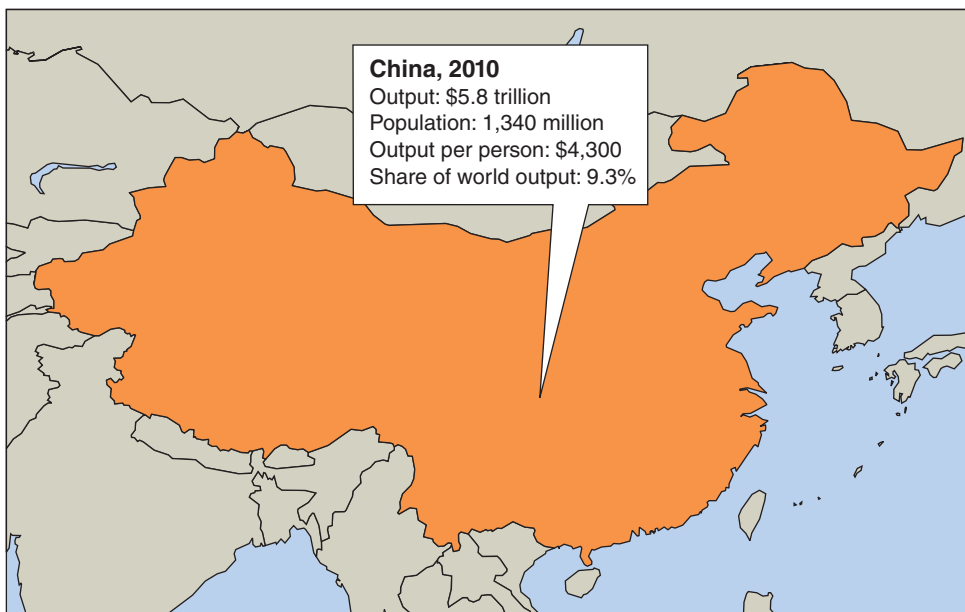 China, 2010
Output: $5.8 trillion
Population: 1,340 million
Output per person: $4,300
Share of world output: 9.3%